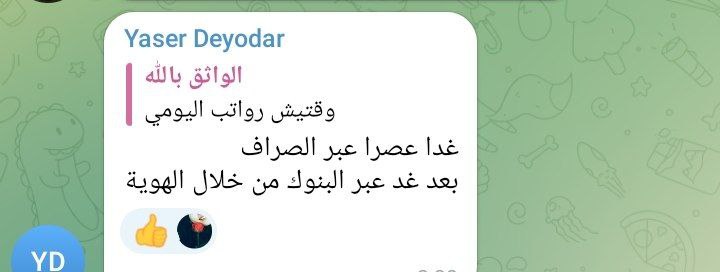 Yaser Deyodar
الواثق بالله
وقتيش رواتب اليومي
غدا عصرا عبر الصراف
بعد غد عبر البنوك من خلال الهوية
YD